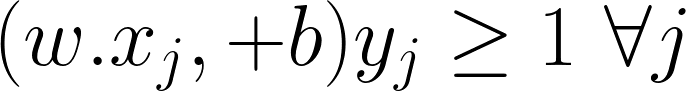 (w.x_j, +b)y_j ≥ 1 ∀j